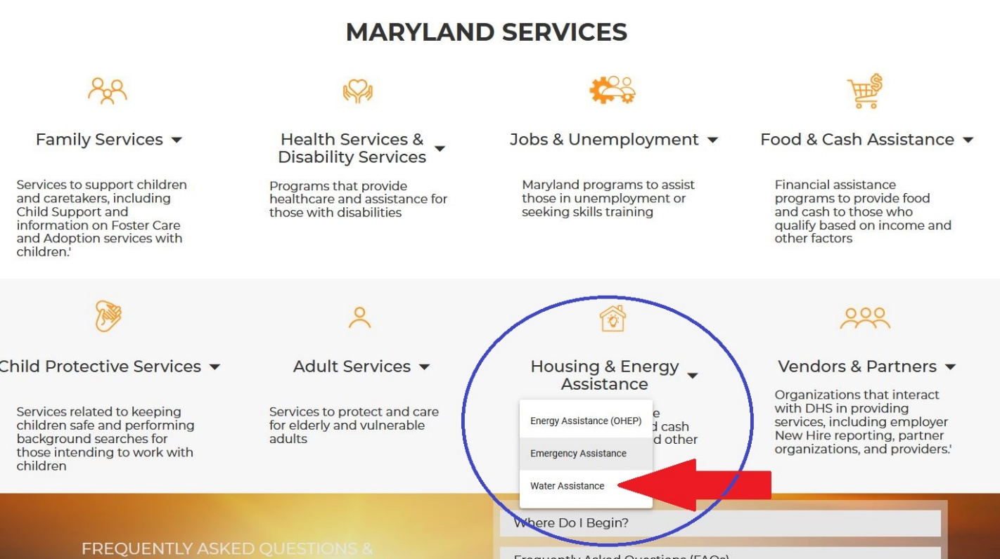 MARYLAND SERVICES
Family Services
Services to support children
and caretakers, including
Child Support and
information on Foster Care
and Adoption services with
children.'
Health Services &
Disability Services
Programs that provide
healthcare and assistance for
those with disabilities
Jobs & Unemployment
Maryland programs to assist
those in unemployment or
seeking skills training
Food & Cash Assistance
Financial assistance
programs to provide food
and cash to those who
qualify based on income and
other factors
Child Protective Services
Services related to keeping
children safe and performing
background searches for
those intending to work with
children
Adult Services
Services to protect and care
for elderly and vulnerable
adults
Housing & Energy
Assistance
Energy Assistance (OHEP)
Emergency Assistance
Water Assistance
cash
other
Vendors & Partners
Organizations that interact
with DHS in providing
services, including employer
New Hire reporting, partner
organizations, and providers.'
FREQUENTLY ASKED QUESTIONS &
Where Do I Begin?
Frequently Asked Questions (FAQs)